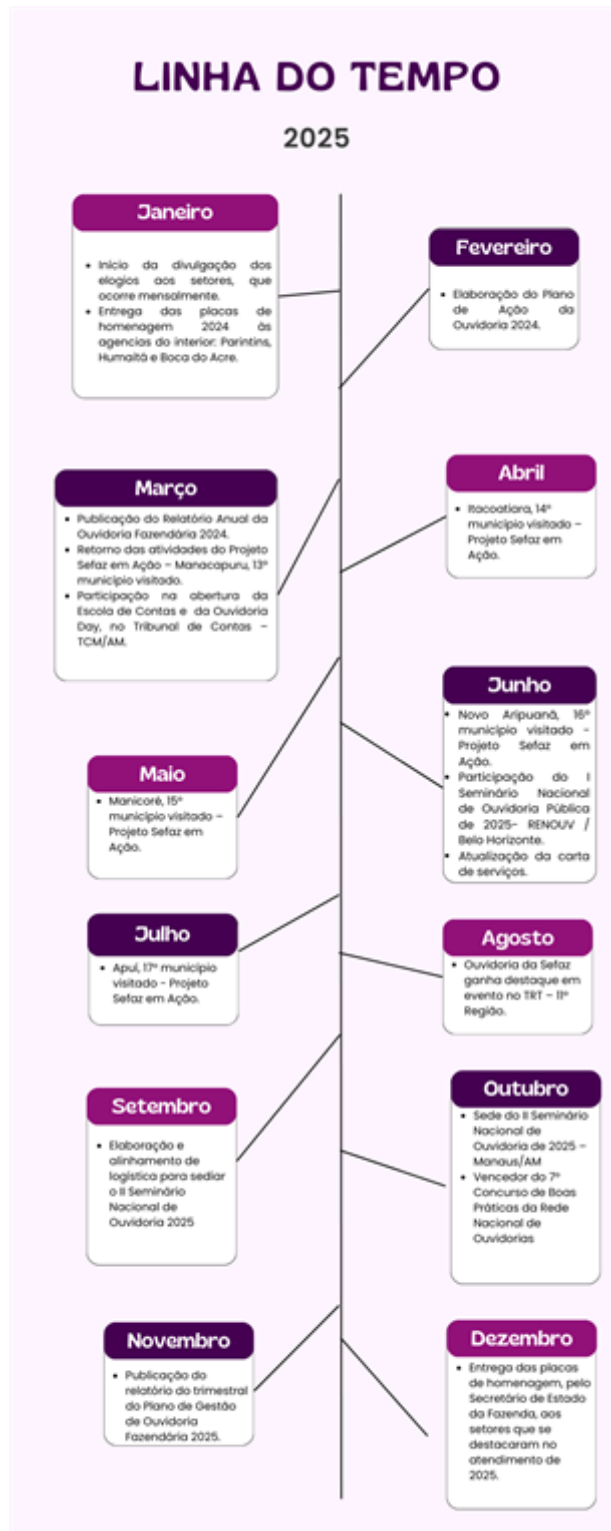 LINHA DO TEMPO
2025
Janeiro
• Início da divulgação dos
elogios aos setores, que
ocorre mensalmente.
• Entrega das placas de
homenagem 2024 às
agencias do interior: Parintins,
Humaitá e Boca do Acre.
Fevereiro
• Elaboração do Plano
de Ação da
Ouvidoria 2024.
Março
• Publicação do Relatório Anual da
Ouvidoria Fazendária 2024.
• Retorno das atividades do Projeto
Sefaz em Ação – Manacapuru, 13º
município visitado.
• Participação na abertura da
Escola de Contas e da Ouvidoria
Day, no Tribunal de Contas –
TCM/AM.
Abril
• Itacoatiara, 14º
município visitado –
Projeto Sefaz em
Ação.
Maio
• Manicoré, 15º
município visitado –
Projeto Sefaz em
Ação.
Junho
• Novo Aripuanã, 16º
município visitado -
Projeto Sefaz em
Ação.
• Participação do I
Seminário Nacional
de Ouvidoria Pública
de 2025- RENOUV /
Belo Horizonte.
• Atualização da carta
de serviços.
Julho
• Apuí, 17º município
visitado - Projeto
Sefaz em Ação.
Agosto
• Ouvidoria da Sefaz
ganha destaque em
evento no TRT – 11º
Região.
Setembro
• Elaboração e
alinhamento de
logística para sediar
o II Seminário
Nacional de
Ouvidoria 2025
Outubro
• Sede do II Seminário
Nacional de
Ouvidoria de 2025 –
Manaus/AM
• Vencedor do 7º
Concurso de Boas
Práticas da Rede
Nacional de
Ouvidorias
Novembro
• Publicação do
relatório do trimestral
do Plano de Gestão
de Ouvidoria
Fazendária 2025.
Dezembro
• Entrega das placas
de homenagem, pelo
Secretário de Estado
da Fazenda, aos
setores que se
destacaram no
atendimento de
2025.